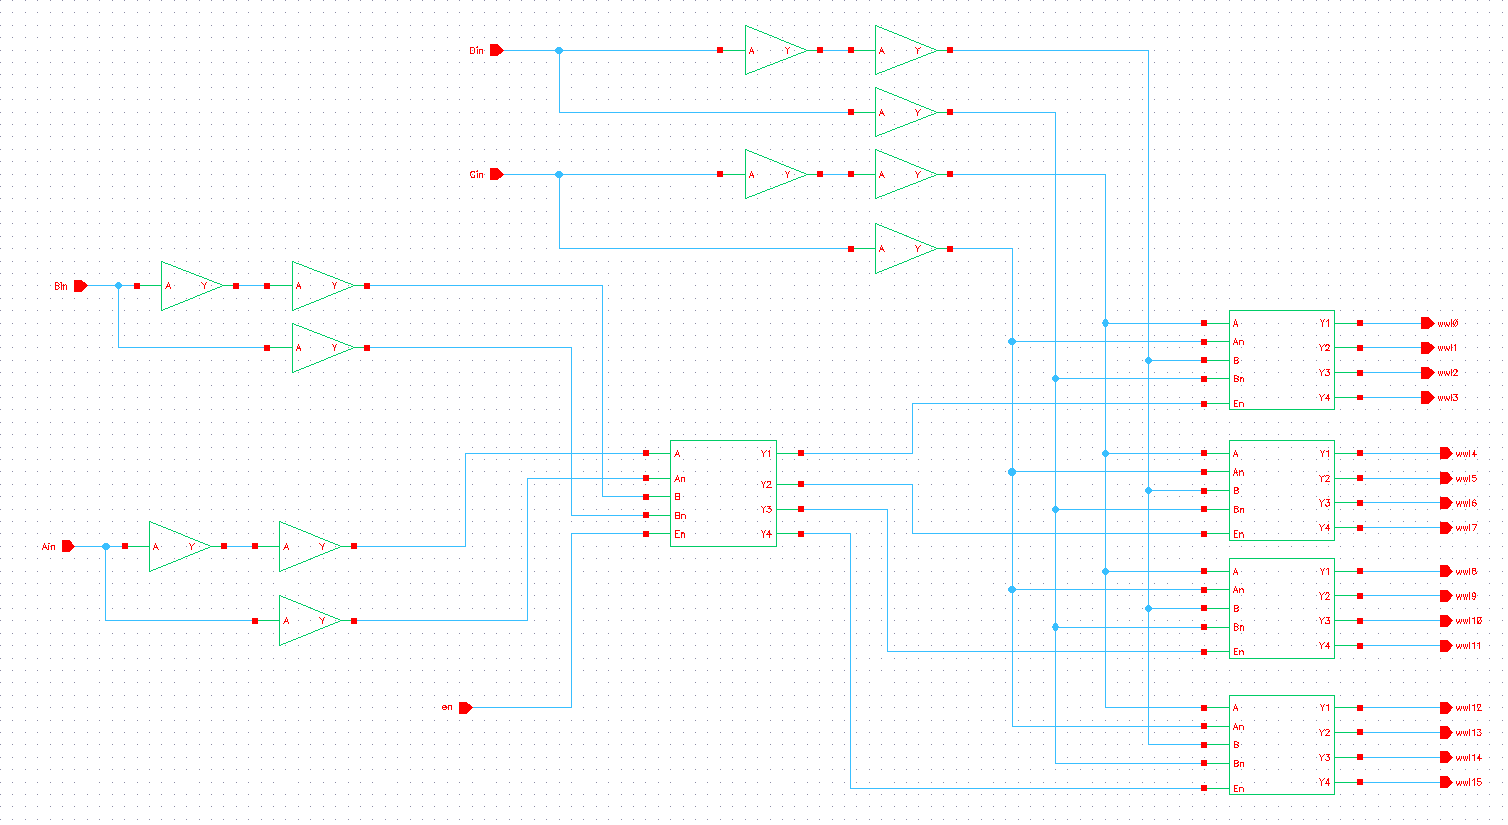 Din A Y A Y
A Y
Cin A Y A Y
A Y
Bin A Y A Y
A Y
A Y1 wwl0
An Y2 wwl1
B Y3 wwl2
Bn Y4 wwl3
En
A Y1
An Y2
B Y3
Bn
En Y4
A Y1 wwl4
An Y2 wwl5
B Y3 wwl6
Bn Y4 wwl7
En
Ain A Y A Y
A Y
A Y1 wwl8
An Y2 wwl9
B Y3 wwl10
Bn Y4 wwl11
En
en
A Y1 wwl12
An Y2 wwl13
B Y3 wwl14
Bn Y4 wwl15
En